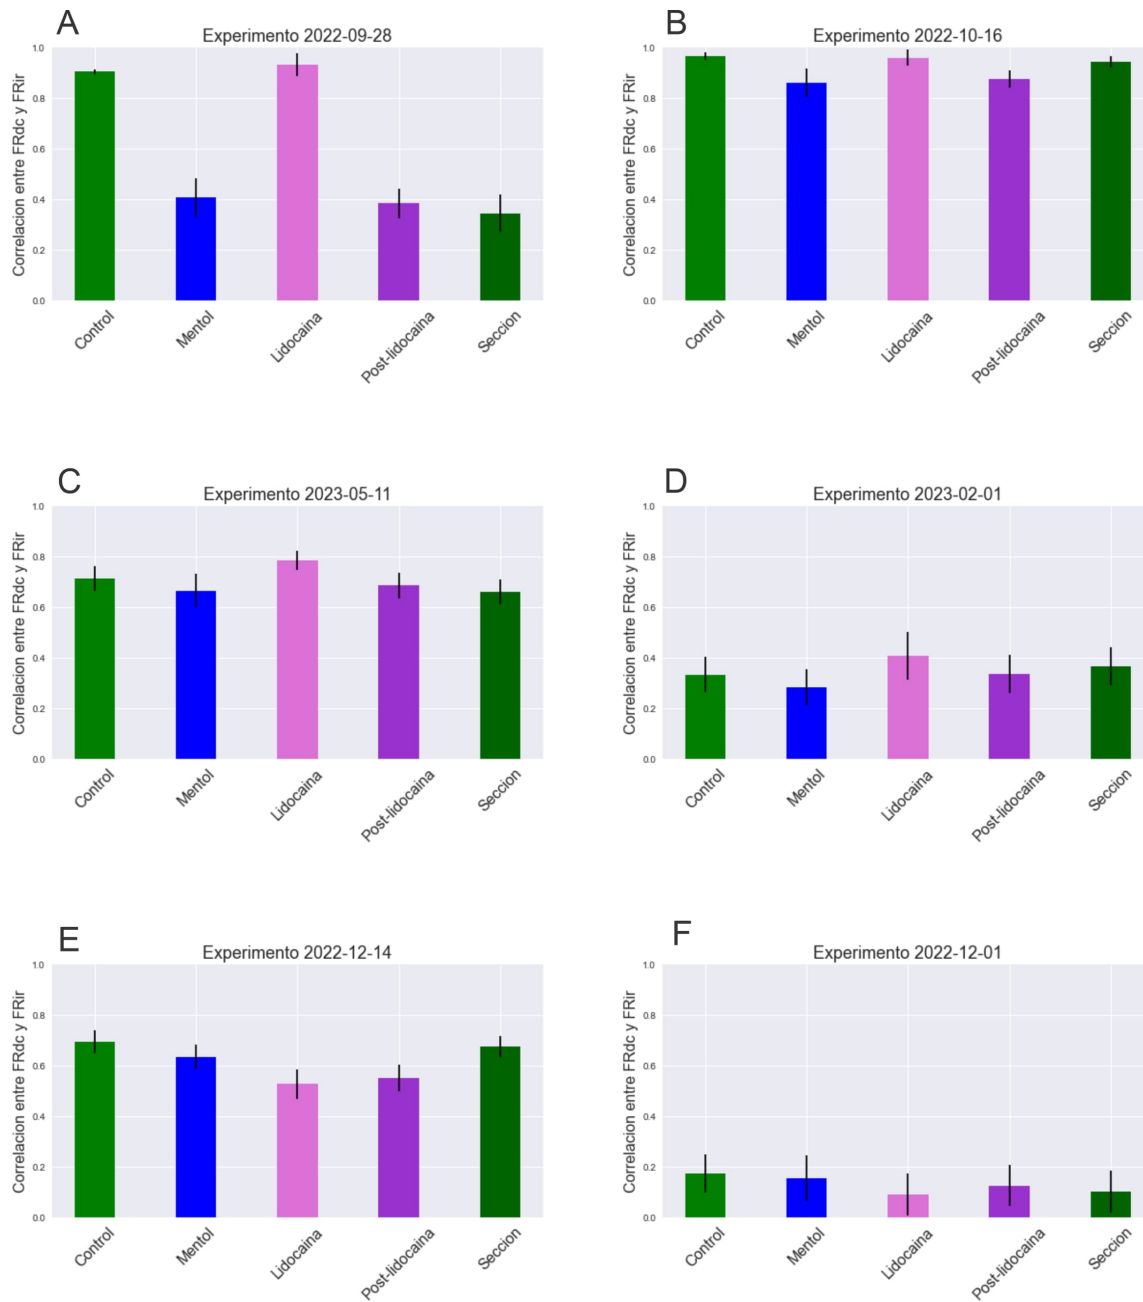 A
Experimento 2022-09-28
Correlacion entre FRdc y FRir
1.0
0.8
0.6
0.4
0.2
0.0
Control
Mentol
Lidocaina
Post-lidocaina
Seccion
B
Experimento 2022-10-16
Correlacion entre FRdc y FRir
1.0
0.8
0.6
0.4
0.2
0.0
Control
Mentol
Lidocaina
Post-lidocaina
Seccion
C
Experimento 2023-05-11
Correlacion entre FRdc y FRir
1.0
0.8
0.6
0.4
0.2
0.0
Control
Mentol
Lidocaina
Post-lidocaina
Seccion
D
Experimento 2023-02-01
Correlacion entre FRdc y FRir
1.0
0.8
0.6
0.4
0.2
0.0
Control
Mentol
Lidocaina
Post-lidocaina
Seccion
E
Experimento 2022-12-14
Correlacion entre FRdc y FRir
1.0
0.8
0.6
0.4
0.2
0.0
Control
Mentol
Lidocaina
Post-lidocaina
Seccion
F
Experimento 2022-12-01
Correlacion entre FRdc y FRir
1.0
0.8
0.6
0.4
0.2
0.0
Control
Mentol
Lidocaina
Post-lidocaina
Seccion